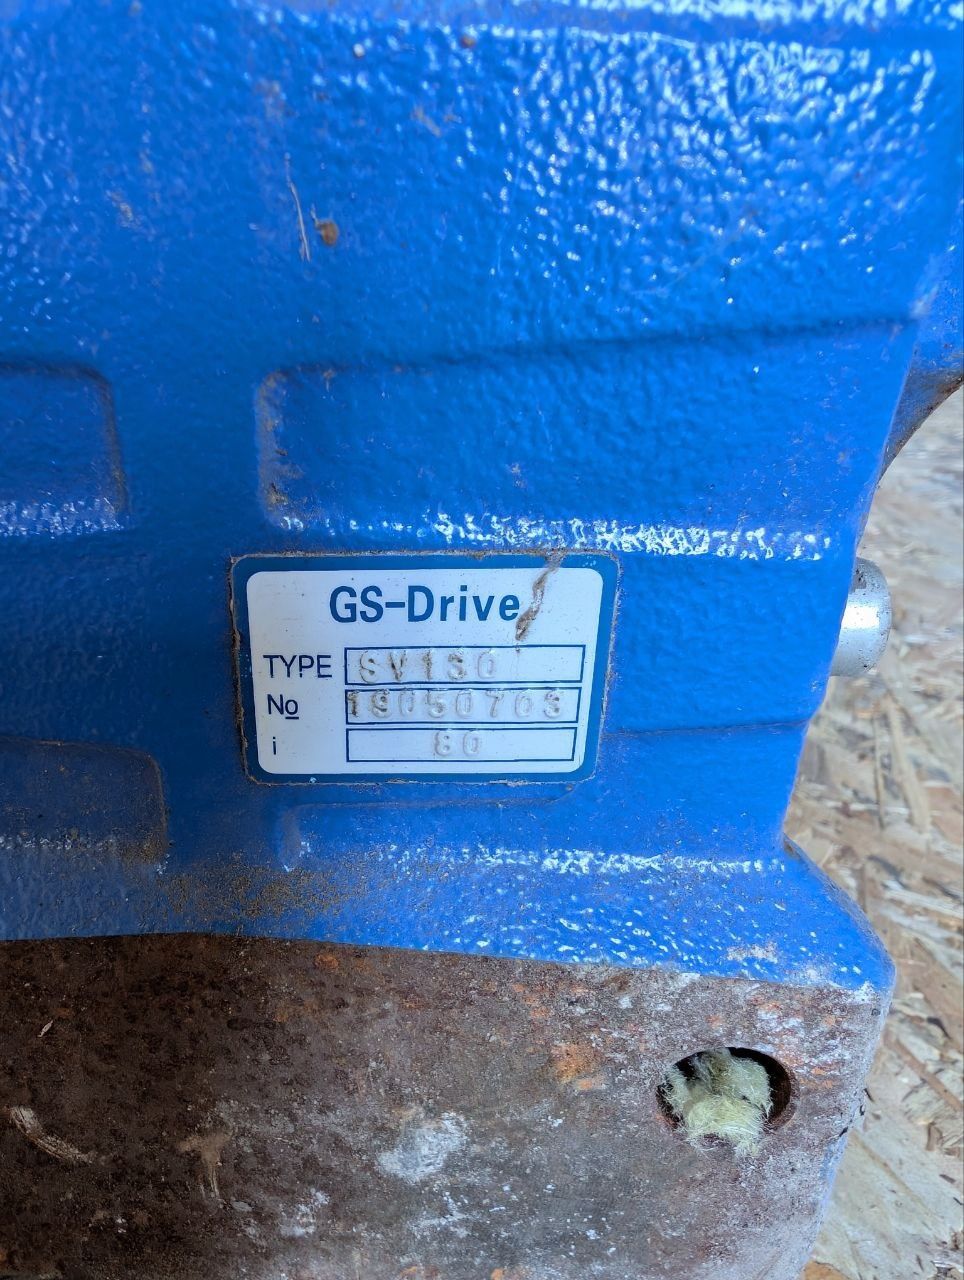 GS-Drive
TYPE SV130
No 19050703
i 80